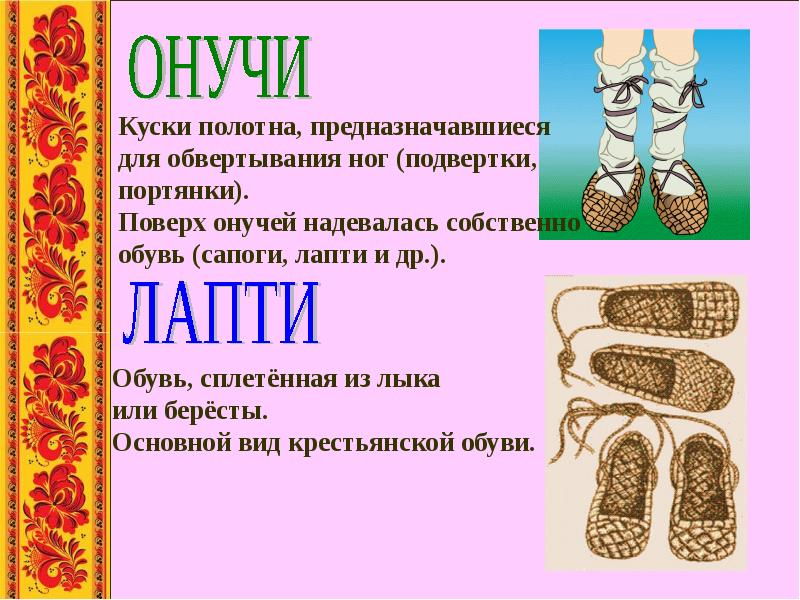 ОНУЧИ
Куски полотна, предназначавшиеся
для обвертывания ног (подвертки,
портянки).
Поверх онучей надевалась собственно
обувь (сапоги, лапти и др.).
ЛАПТИ
Обувь, сплетённая из лыка
или берёсты.
Основной вид крестьянской обуви.